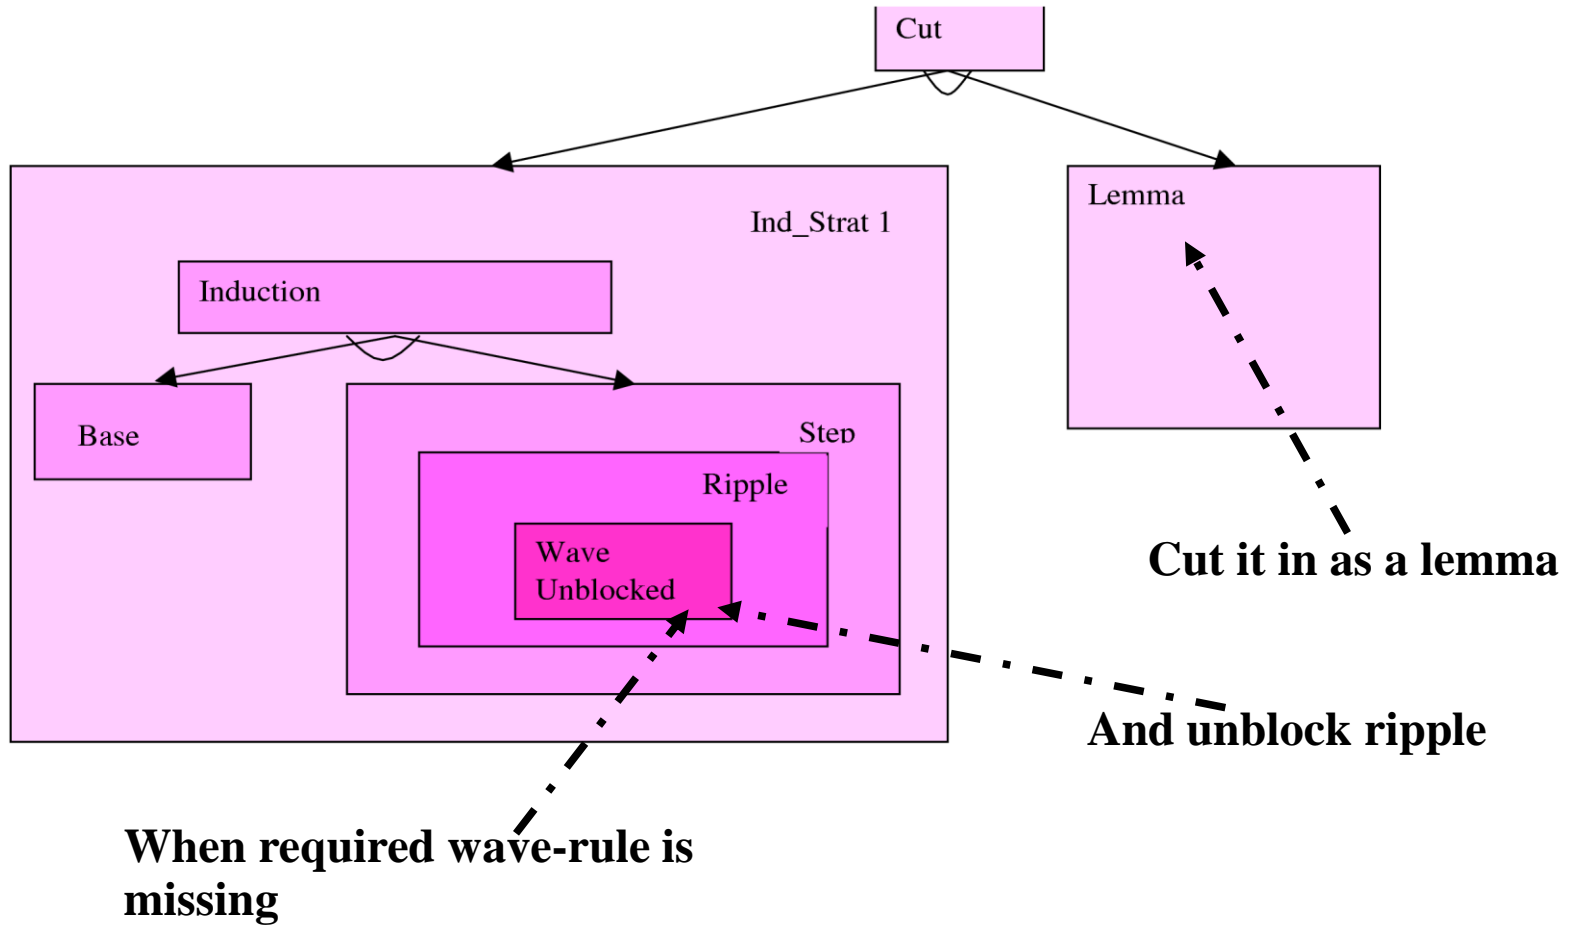 Cut
Lemma
Ind_Strat 1
Induction
Base
Step
Ripple
Wave
Unblocked
Cut it in as a lemma
And unblock ripple
When required wave-rule is
missing